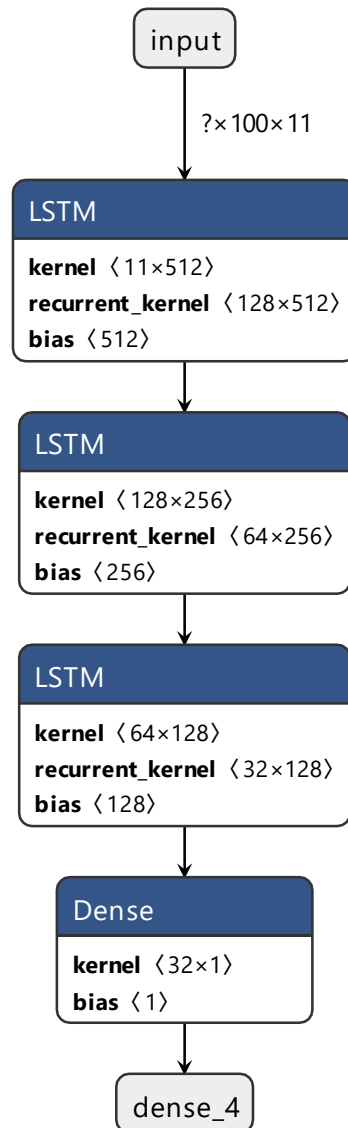 input
?×100×11
LSTM
kernel〈11×512〉
recurrent_kernel〈128×512〉
bias〈512〉
LSTM
kernel〈128×256〉
recurrent_kernel〈64×256〉
bias〈256〉
LSTM
kernel〈64×128〉
recurrent_kernel〈32×128〉
bias〈128〉
Dense
kernel〈32×1〉
bias〈1〉
dense_4